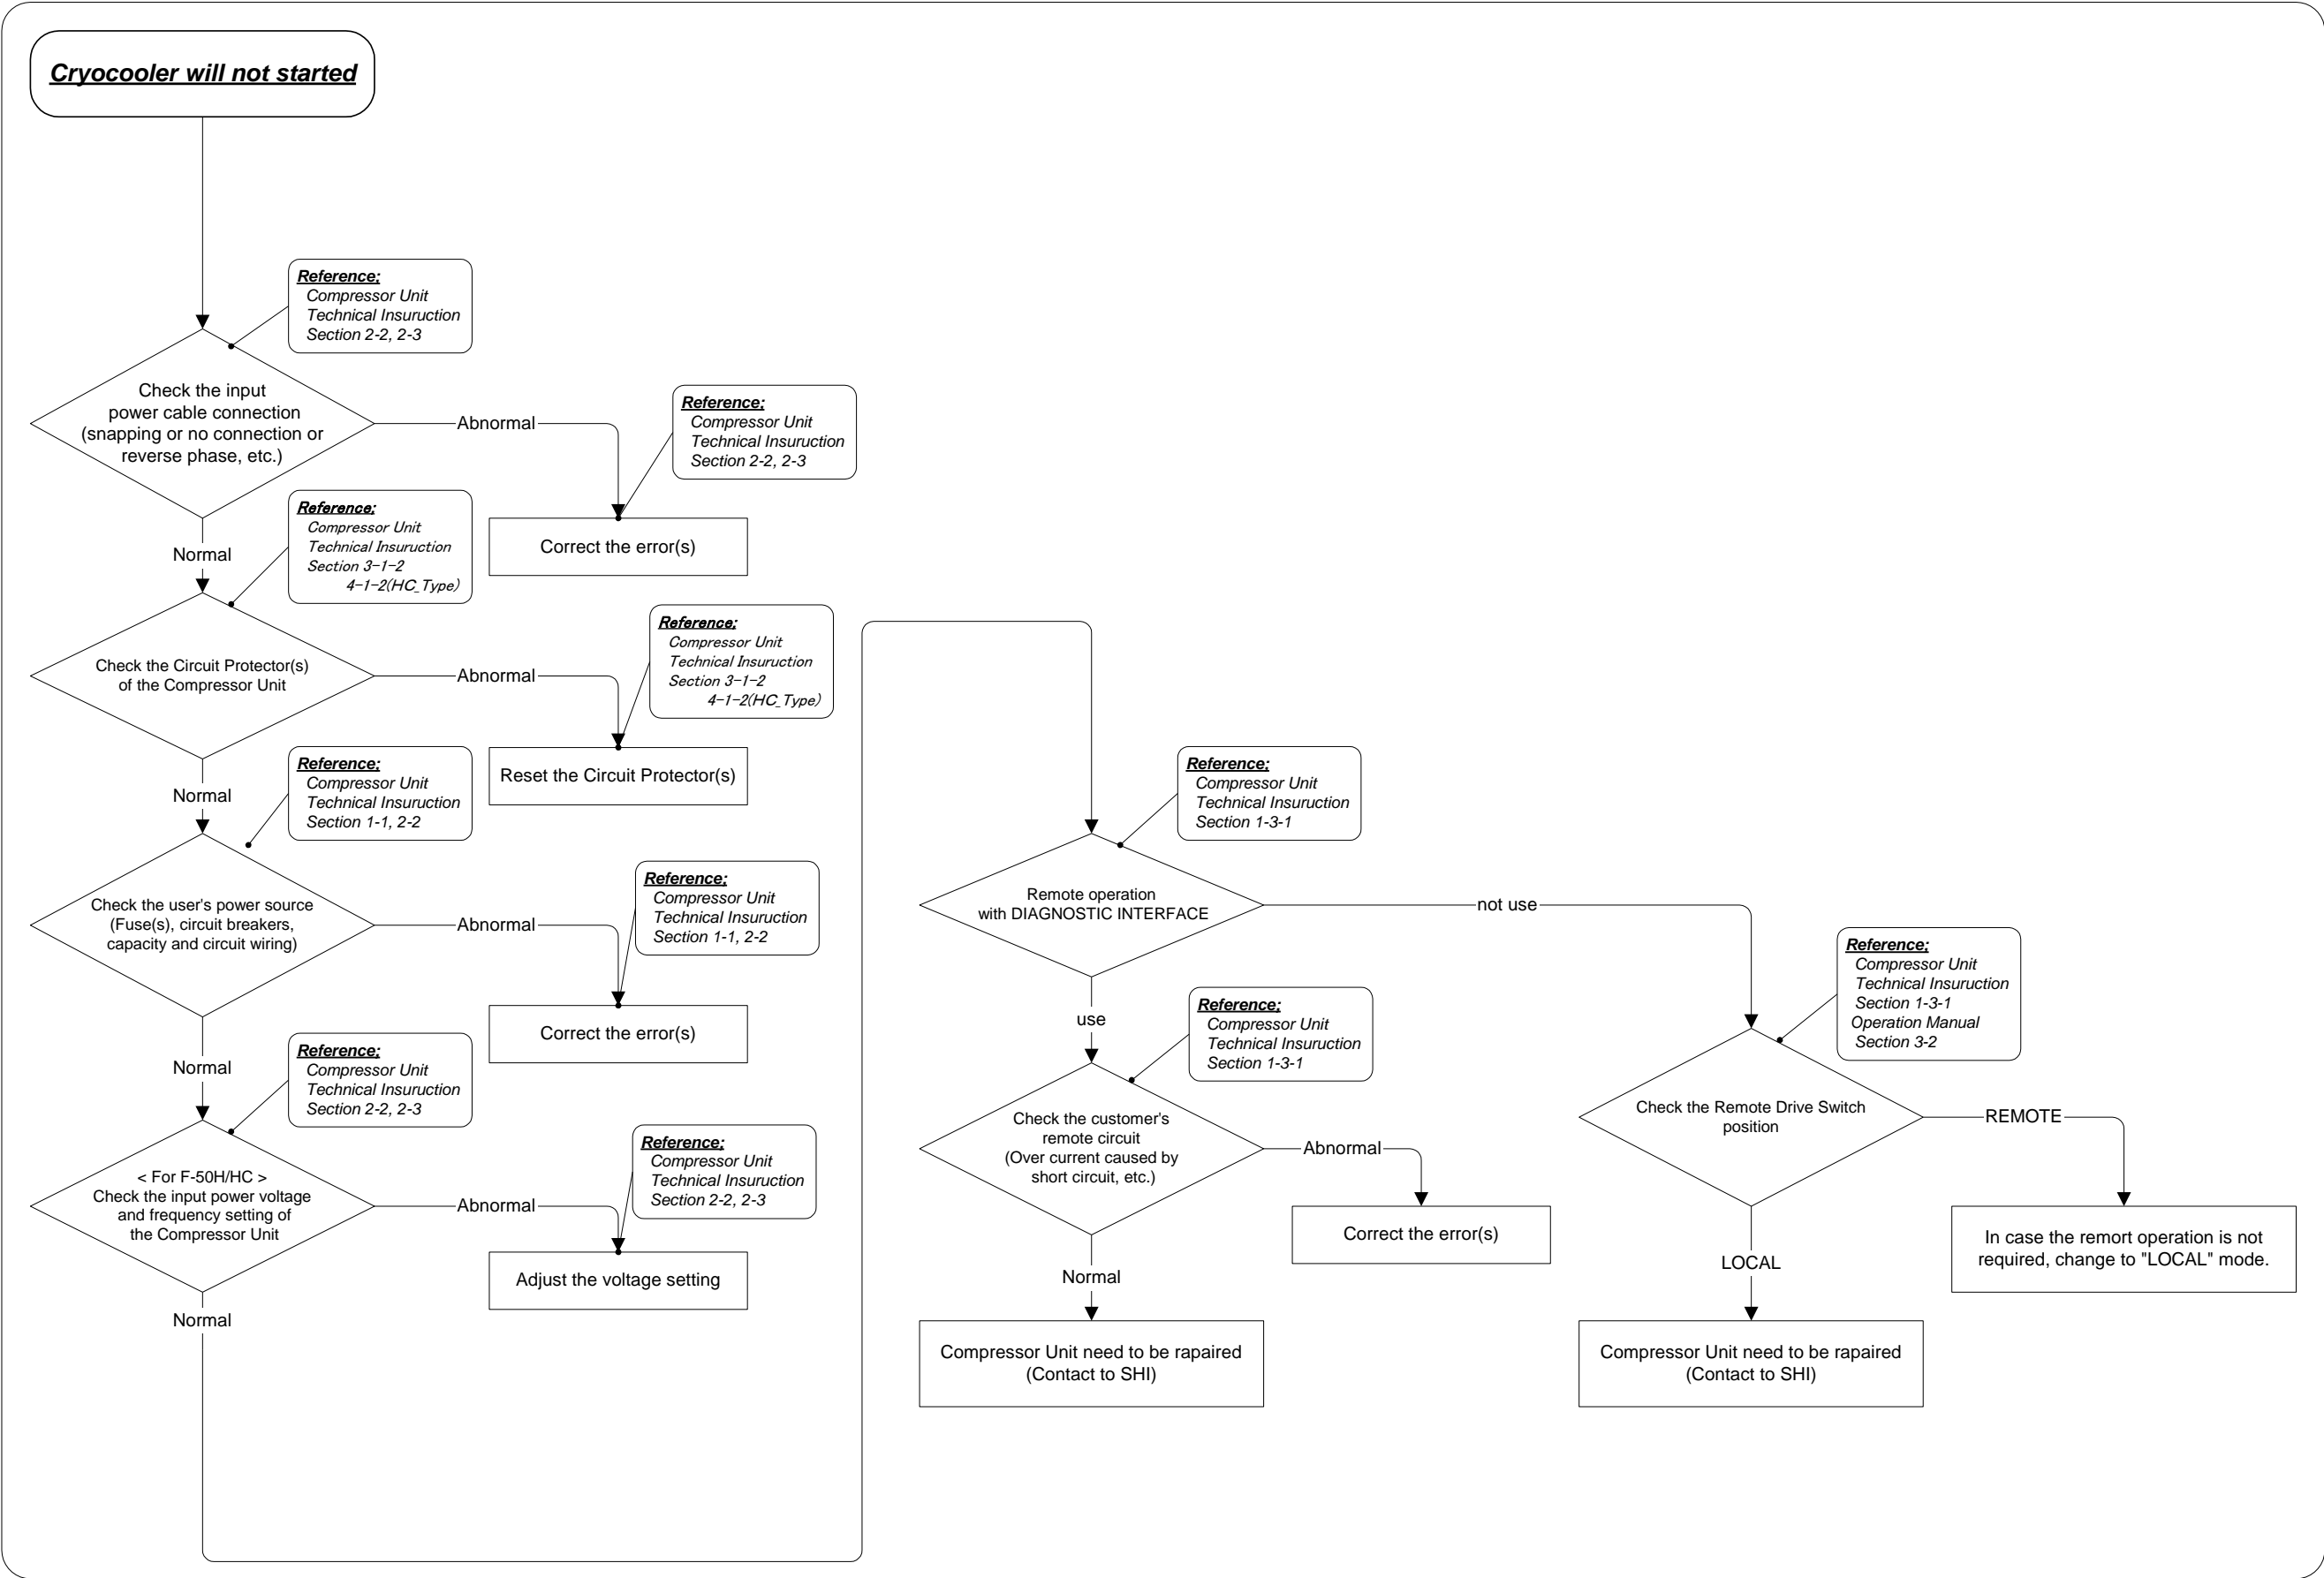 Cryocooler will not started
Reference;
Compressor Unit
Technical Insuruction
Section 2-2, 2-3
Check the input
power cable connection
(snapping or no connection or
reverse phase, etc.)
Abnormal
Reference;
Compressor Unit
Technical Insuruction
Section 2-2, 2-3
Correct the error(s)
Normal
Reference;
Compressor Unit
Technical Insuruction
Section 3-1-2
4-1-2(HC_Type)
Check the Circuit Protector(s)
of the Compressor Unit
Abnormal
Reference;
Compressor Unit
Technical Insuruction
Section 3-1-2
4-1-2(HC_Type)
Reset the Circuit Protector(s)
Normal
Reference;
Compressor Unit
Technical Insuruction
Section 1-1, 2-2
Check the user's power source
(Fuse(s), circuit breakers,
capacity and circuit wiring)
Abnormal
Reference;
Compressor Unit
Technical Insuruction
Section 1-1, 2-2
Correct the error(s)
Normal
Reference;
Compressor Unit
Technical Insuruction
Section 2-2, 2-3
< For F-50H/HC >
Check the input power voltage
and frequency setting of
the Compressor Unit
Abnormal
Reference;
Compressor Unit
Technical Insuruction
Section 2-2, 2-3
Adjust the voltage setting
Normal
Reference;
Compressor Unit
Technical Insuruction
Section 1-3-1
Remote operation
with DIAGNOSTIC INTERFACE
not use
use
Reference;
Compressor Unit
Technical Insuruction
Section 1-3-1
Check the customer's
remote circuit
(Over current caused by
short circuit, etc.)
Abnormal
Correct the error(s)
Normal
Compressor Unit need to be rapaired
(Contact to SHI)
Reference;
Compressor Unit
Technical Insuruction
Section 1-3-1
Operation Manual
Section 3-2
Check the Remote Drive Switch
position
REMOTE
In case the remort operation is not
required, change to "LOCAL" mode.
LOCAL
Compressor Unit need to be rapaired
(Contact to SHI)